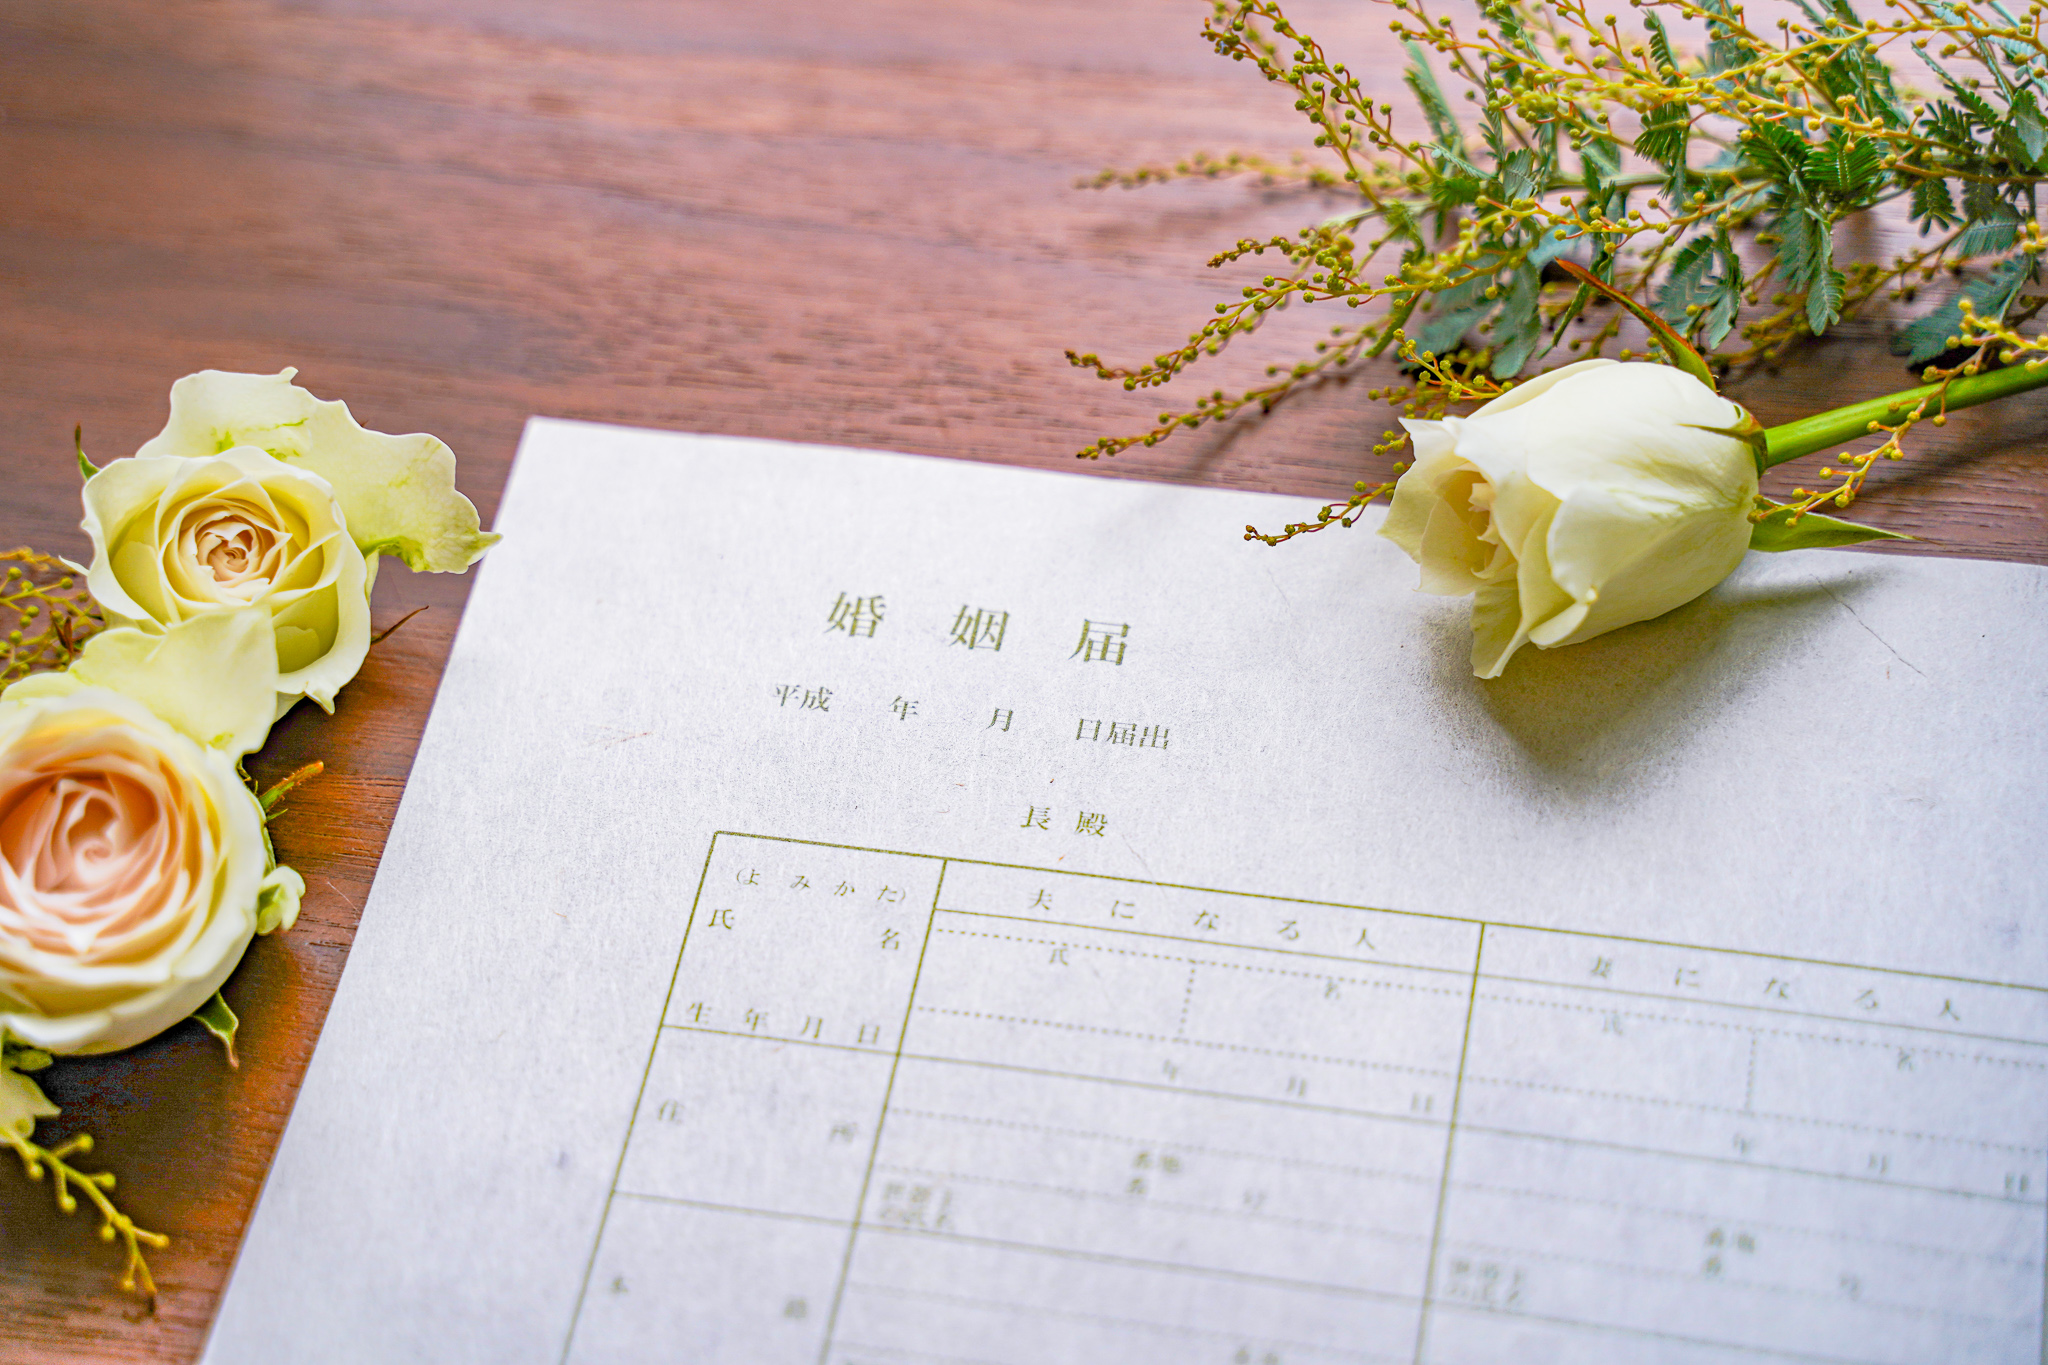 婚姻届
平成 年 月 日届出
長殿
(よみかた) 夫になる人 妻になる人
氏名 氏 名 氏 名
生年月日 年 月 日 年 月 日
住所 番地 番 号 番地 番 号
世帯主の氏名 世帯主の氏名
本籍